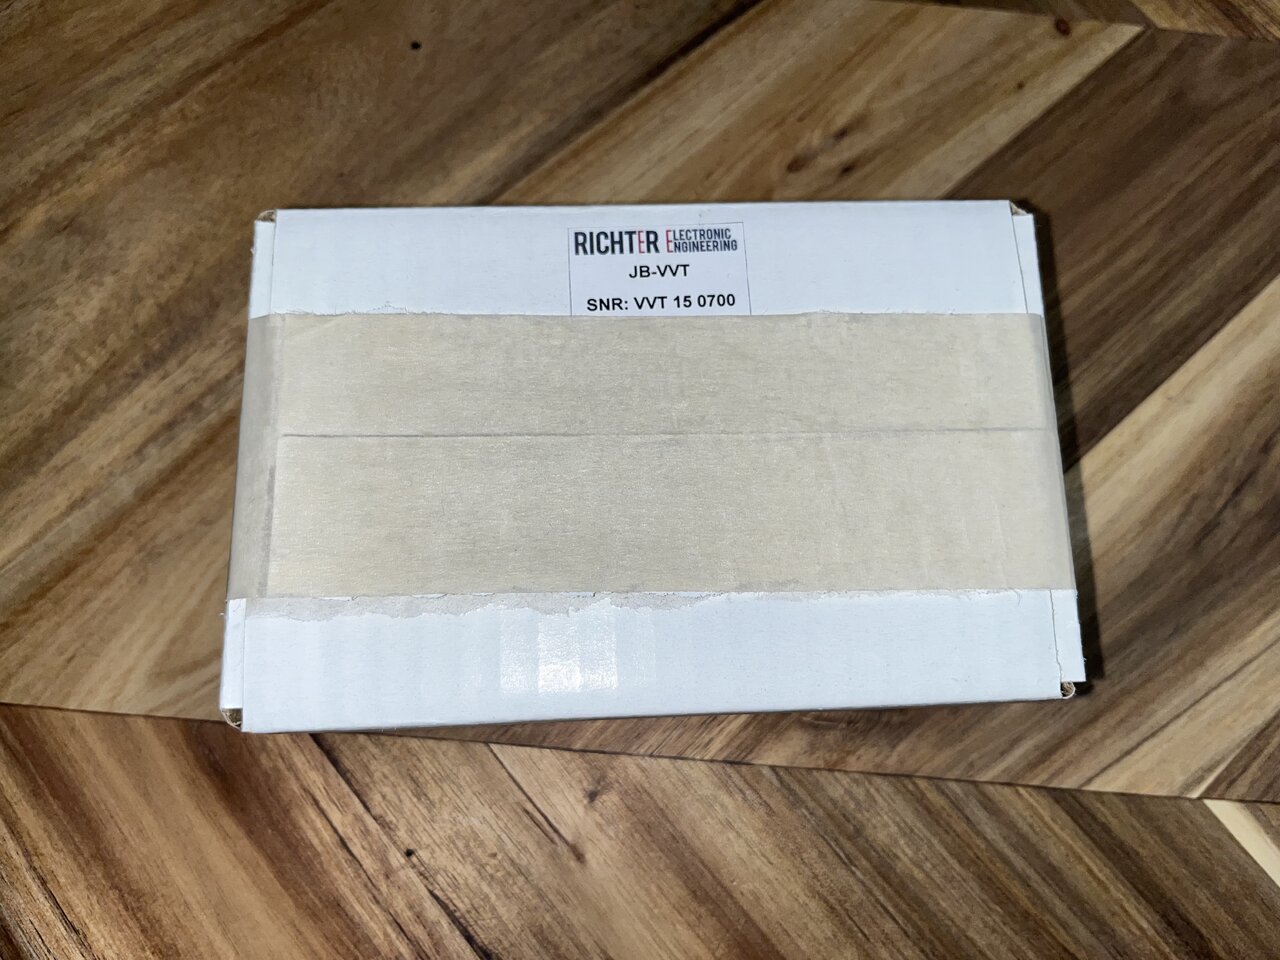 RICHTER ELECTRONIC ENGINEERING
JB-VVT
SNR: VVT 15 0700